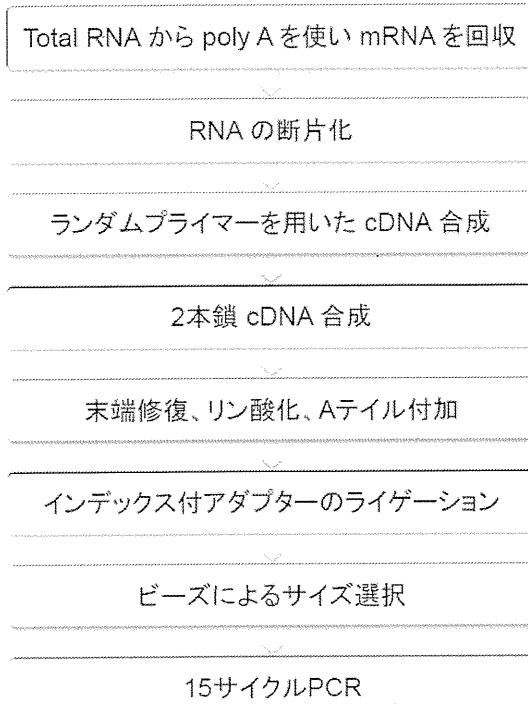 Total RNA から poly A を使い mRNA を回収
RNA の断片化
ランダムプライマーを用いた cDNA 合成
2本鎖 cDNA 合成
末端修復、リン酸化、Aテイル付加
インデックス付アダプターのライゲーション
ビーズによるサイズ選択
15サイクルPCR